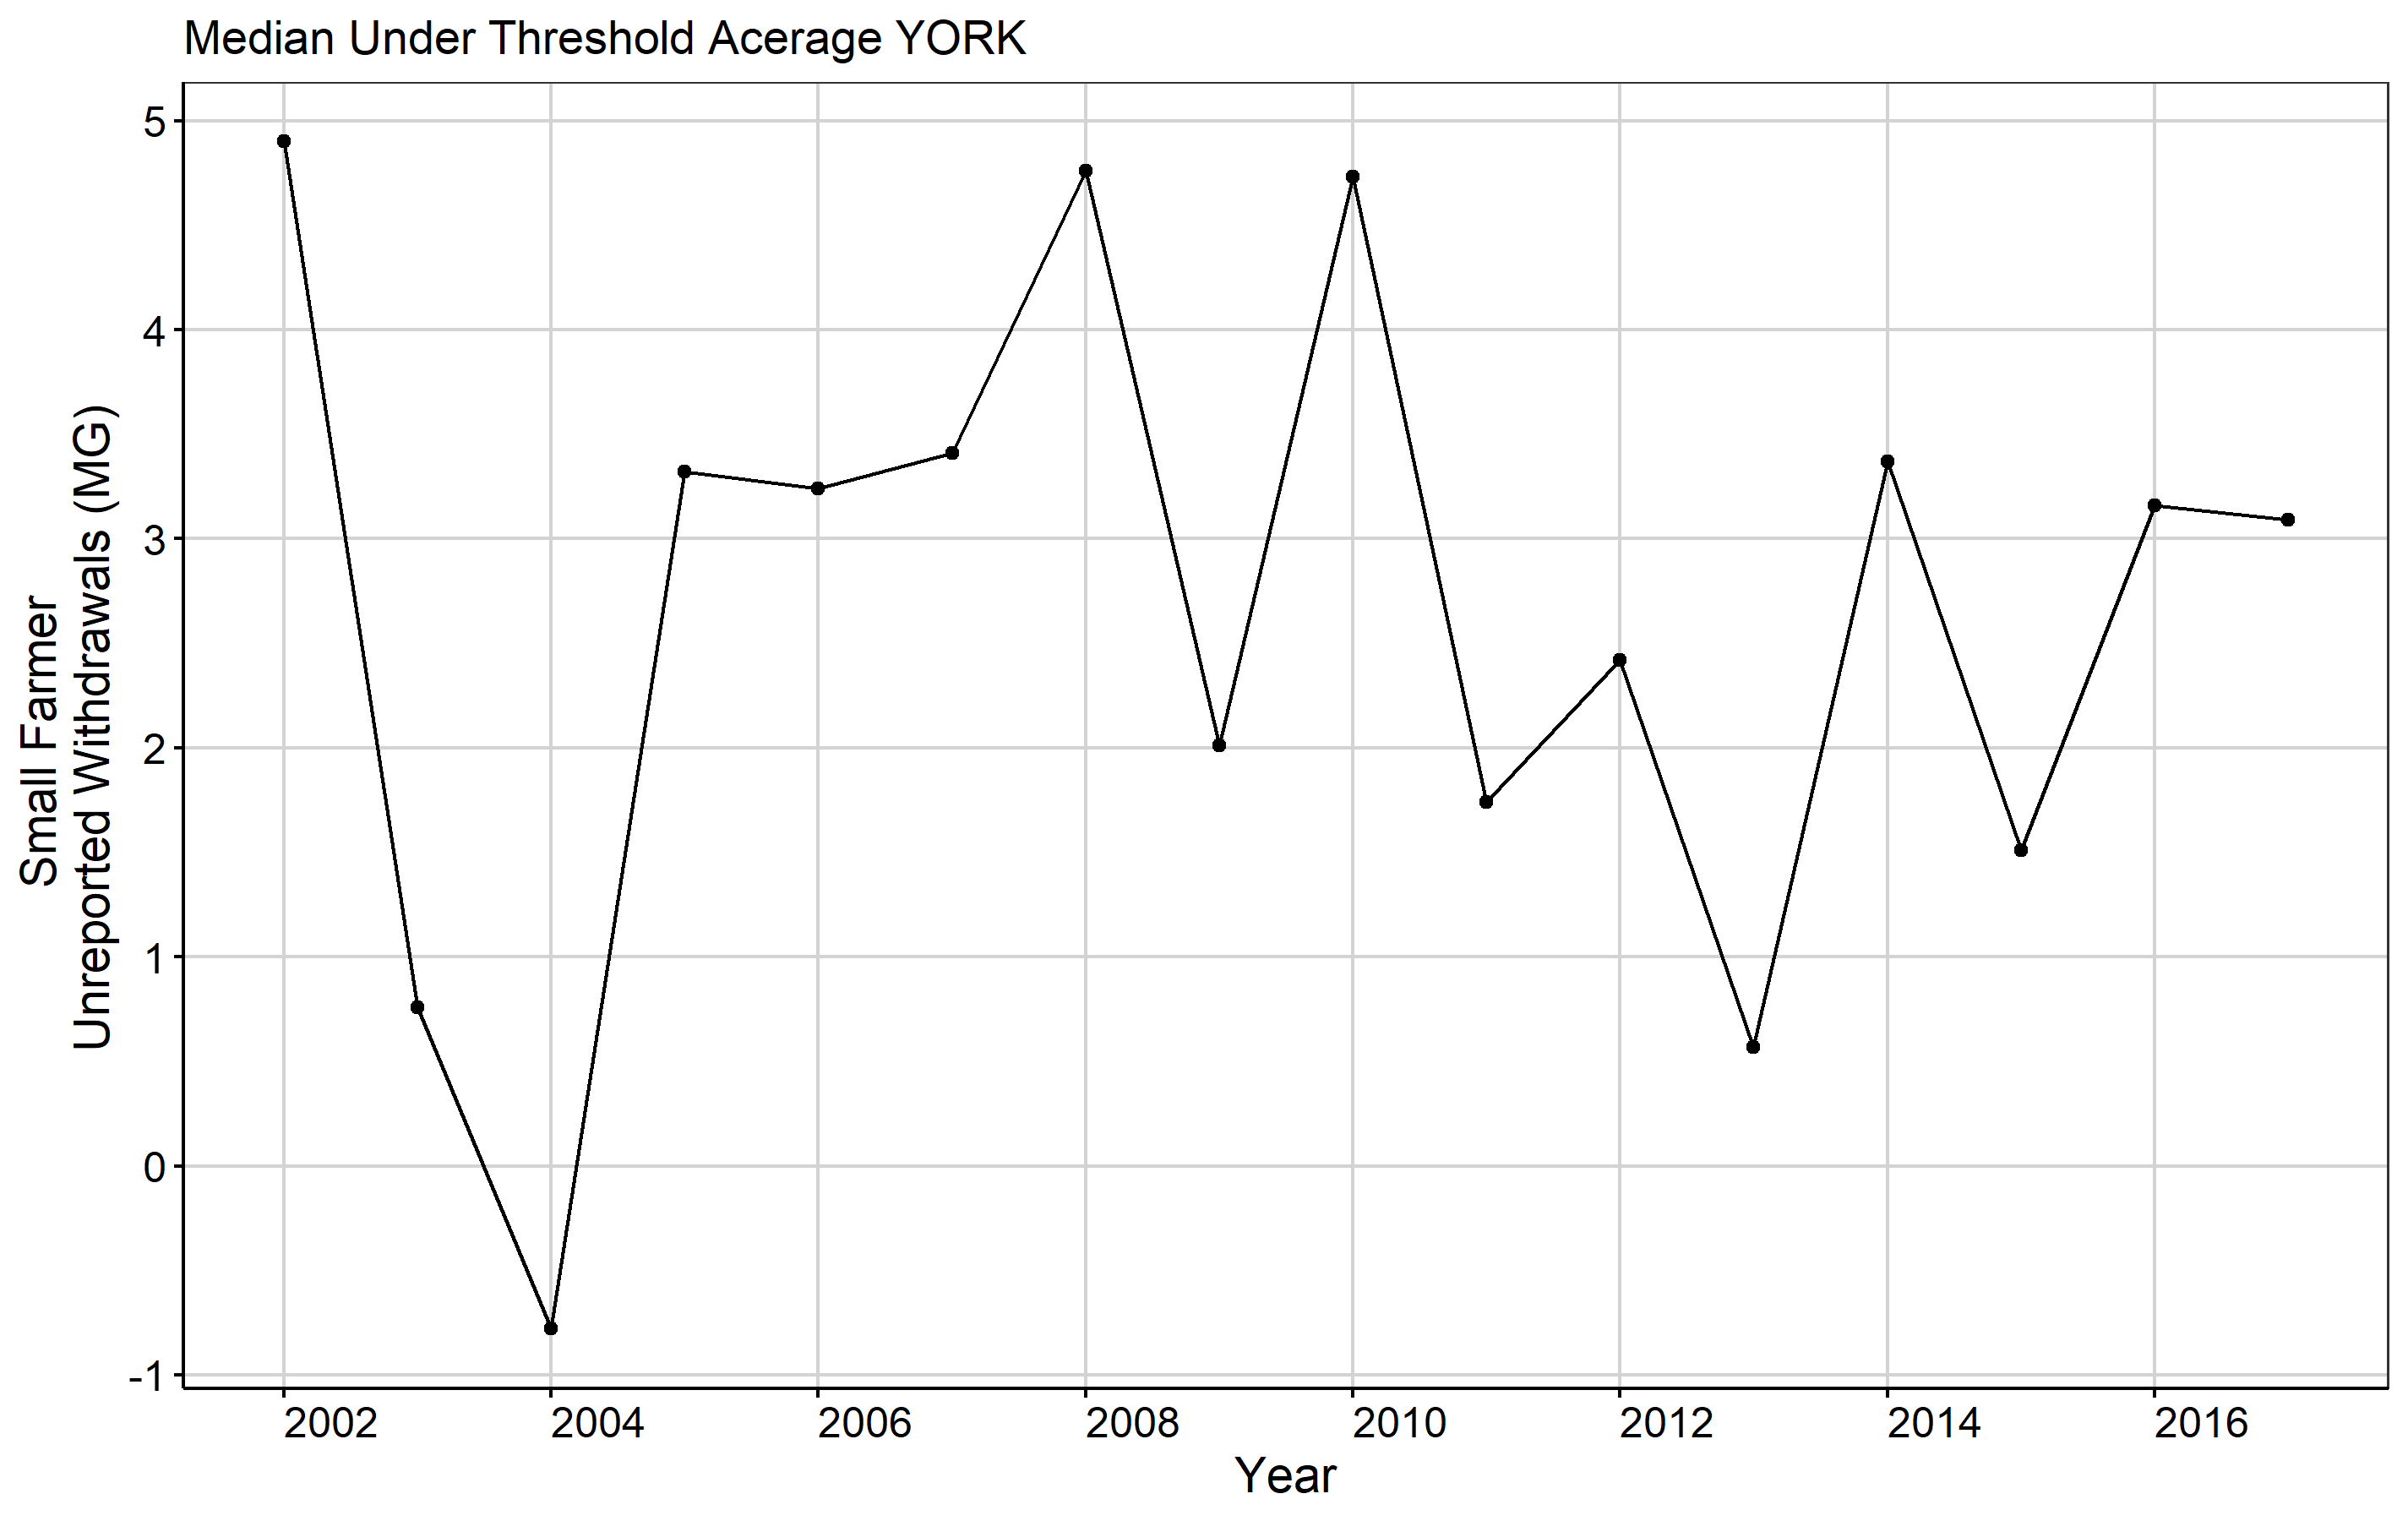 Median Under Threshold Acerage YORK
Small Farmer
Unreported Withdrawals (MG)
5
4
3
2
1
0
-1
2002 2004 2006 2008 2010 2012 2014 2016
Year